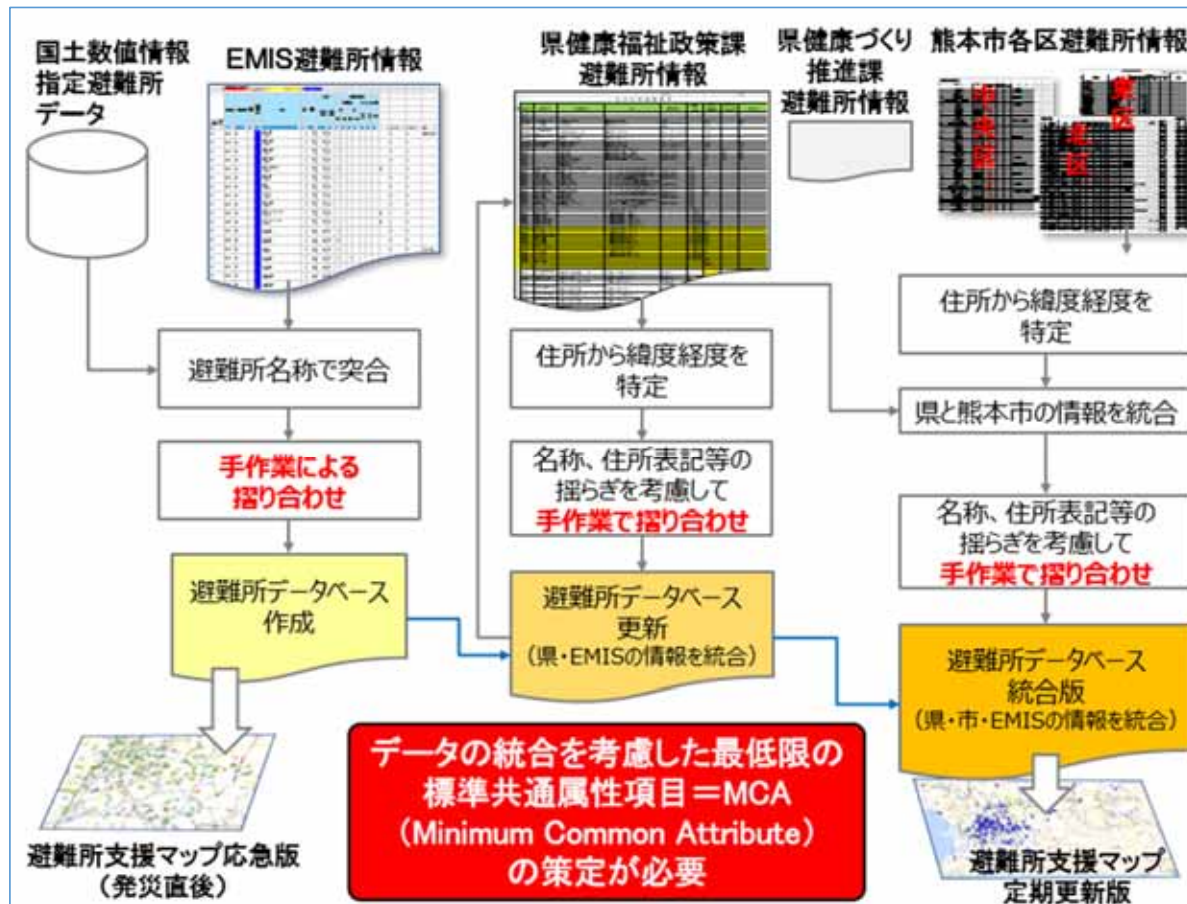 国土数値情報
指定避難所
データ
EMIS避難所情報
県健康福祉政策課
避難所情報
県健康づくり
推進課
避難所情報
熊本市各区避難所情報
中央区
東区
北区
避難所名称で突合
手作業による
摺り合わせ
避難所データベース
作成
避難所支援マップ応急版
(発災直後)
住所から緯度経度を
特定
名称、住所表記等の
揺らぎを考慮して
手作業で摺り合わせ
避難所データベース
更新
(県・EMISの情報を統合)
住所から緯度経度を
特定
県と熊本市の情報を統合
名称、住所表記等の
揺らぎを考慮して
手作業で摺り合わせ
避難所データベース
統合版
(県・市・EMISの情報を統合)
避難所支援マップ
定期更新版
データの統合を考慮した最低限の
標準共通属性項目=MCA
(Minimum Common Attribute)
の策定が必要